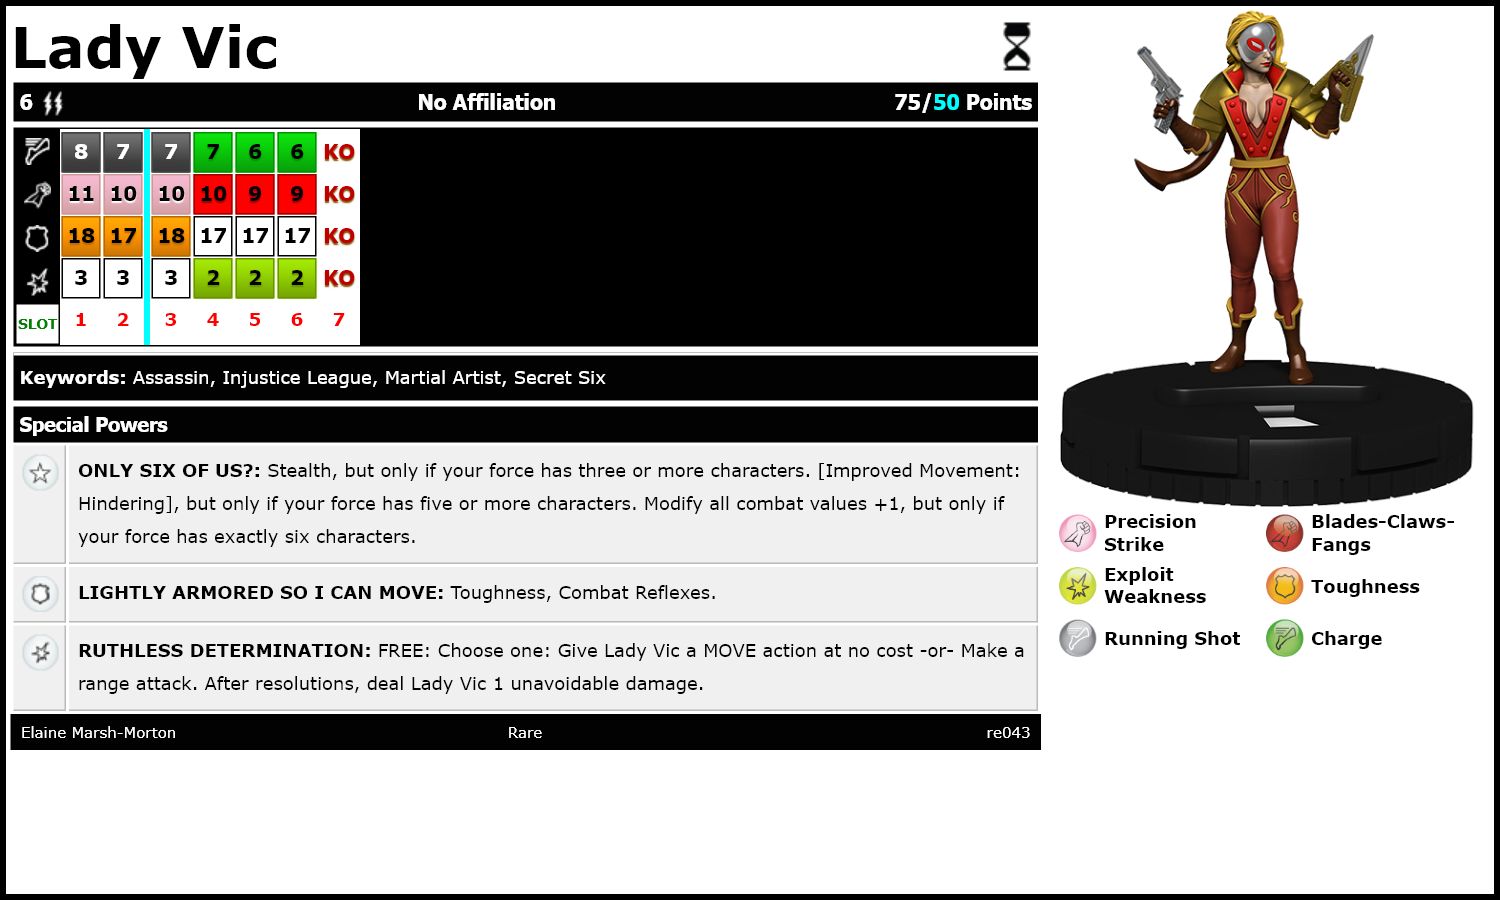 Lady Vic
6 No Affiliation 75/50 Points
8 7 7 7 6 6 KO
11 10 10 10 9 9 KO
18 17 18 17 17 17 KO
3 3 3 2 2 2 KO
SLOT 1 2 3 4 5 6 7
Keywords: Assassin, Injustice League, Martial Artist, Secret Six
Special Powers
ONLY SIX OF US?: Stealth, but only if your force has three or more characters. [Improved Movement:
Hindering], but only if your force has five or more characters. Modify all combat values +1, but only if
your force has exactly six characters.
LIGHTLY ARMORED SO I CAN MOVE: Toughness, Combat Reflexes.
RUTHLESS DETERMINATION: FREE: Choose one: Give Lady Vic a MOVE action at no cost -or- Make a
range attack. After resolutions, deal Lady Vic 1 unavoidable damage.
Elaine Marsh-Morton Rare re043
Precision
Strike
Blades-Claws-
Fangs
Exploit
Weakness
Toughness
Running Shot
Charge